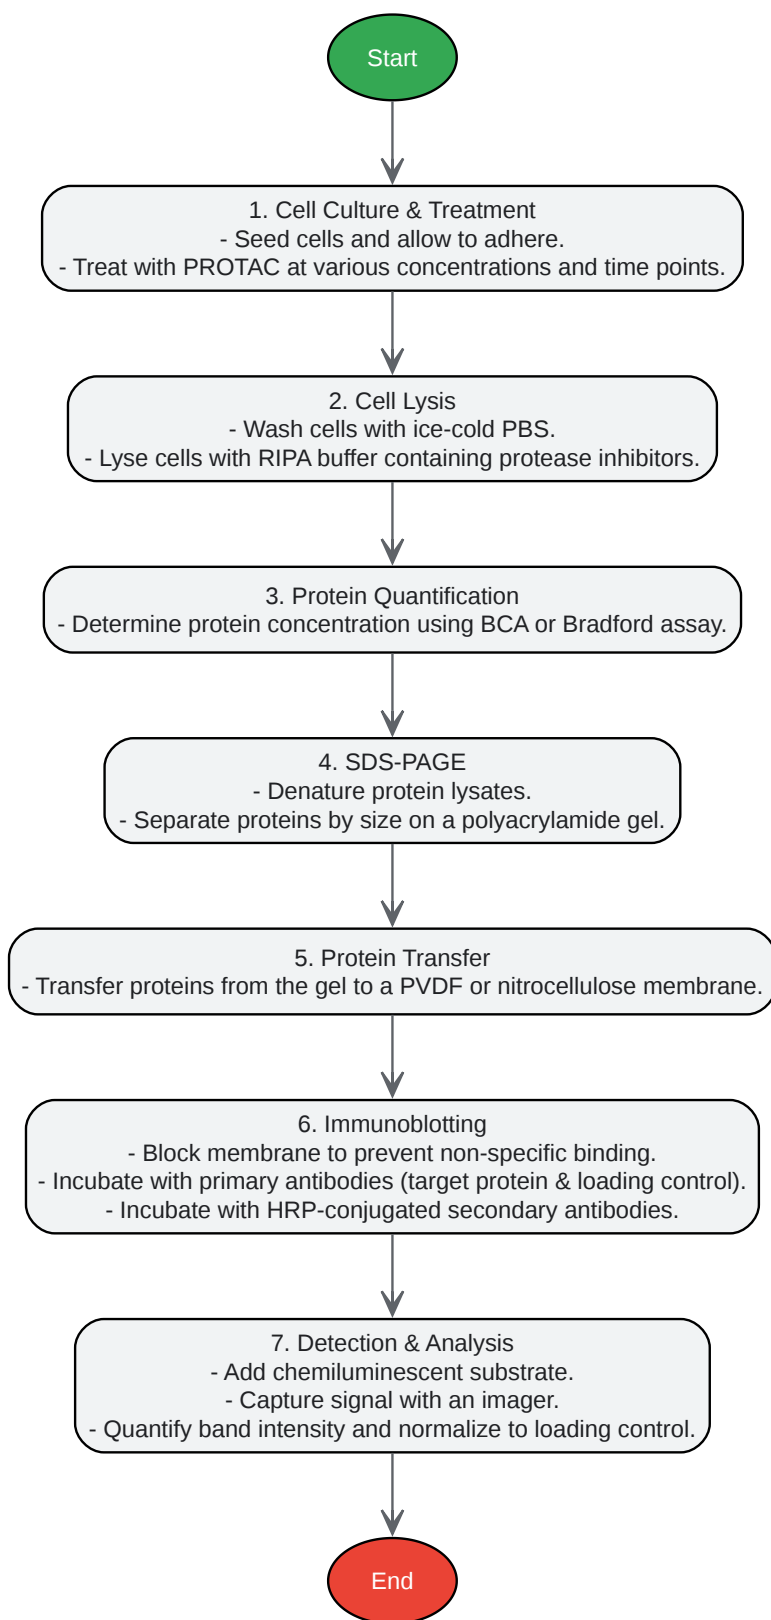 Start
1. Cell Culture & Treatment
- Seed cells and allow to adhere.
- Treat with PROTAC at various concentrations and time points.
2. Cell Lysis
- Wash cells with ice-cold PBS.
- Lyse cells with RIPA buffer containing protease inhibitors.
3. Protein Quantification
- Determine protein concentration using BCA or Bradford assay.
4. SDS-PAGE
- Denature protein lysates.
- Separate proteins by size on a polyacrylamide gel.
5. Protein Transfer
- Transfer proteins from the gel to a PVDF or nitrocellulose membrane.
6. Immunoblotting
- Block membrane to prevent non-specific binding.
- Incubate with primary antibodies (target protein & loading control).
- Incubate with HRP-conjugated secondary antibodies.
7. Detection & Analysis
- Add chemiluminescent substrate.
- Capture signal with an imager.
- Quantify band intensity and normalize to loading control.
End